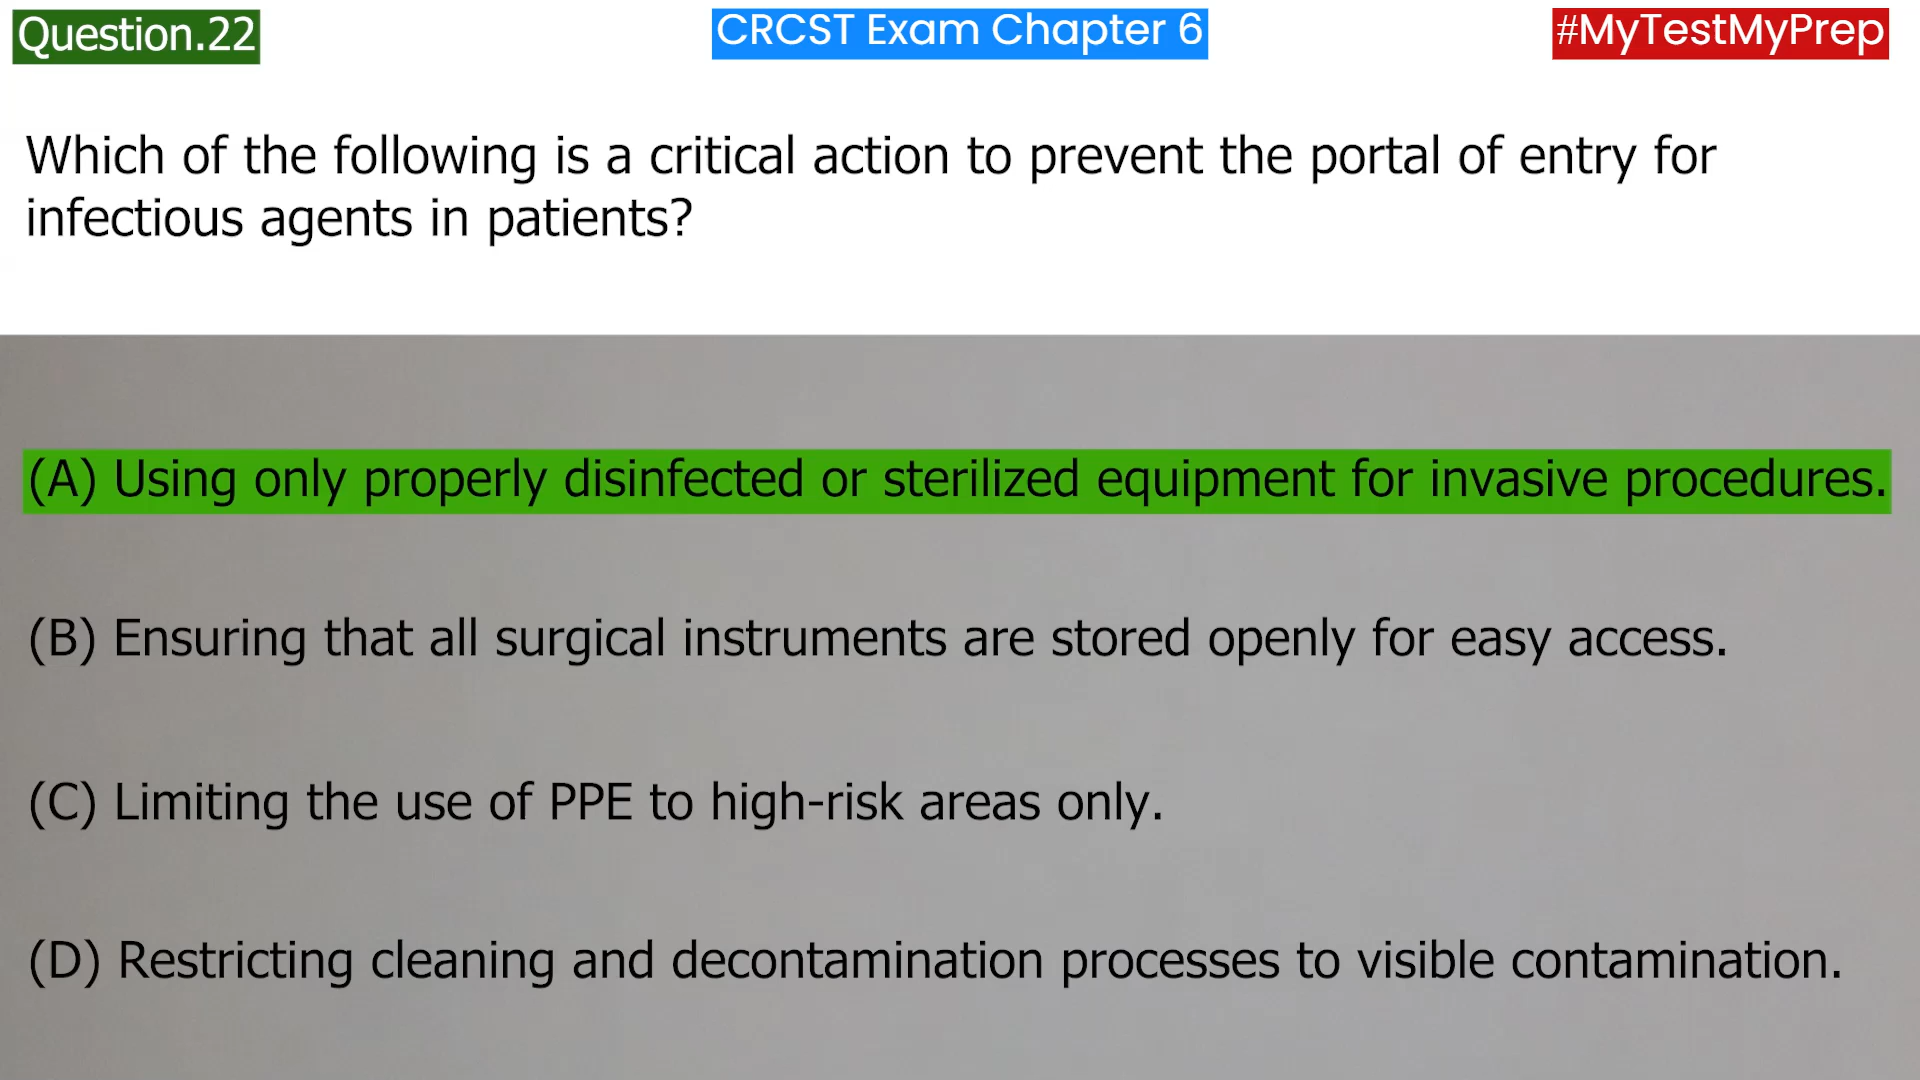 Question.22
CRCST Exam Chapter 6
#MyTestMyPrep
Which of the following is a critical action to prevent the portal of entry for
infectious agents in patients?
(A) Using only properly disinfected or sterilized equipment for invasive procedures.
(B) Ensuring that all surgical instruments are stored openly for easy access.
(C) Limiting the use of PPE to high-risk areas only.
(D) Restricting cleaning and decontamination processes to visible contamination.